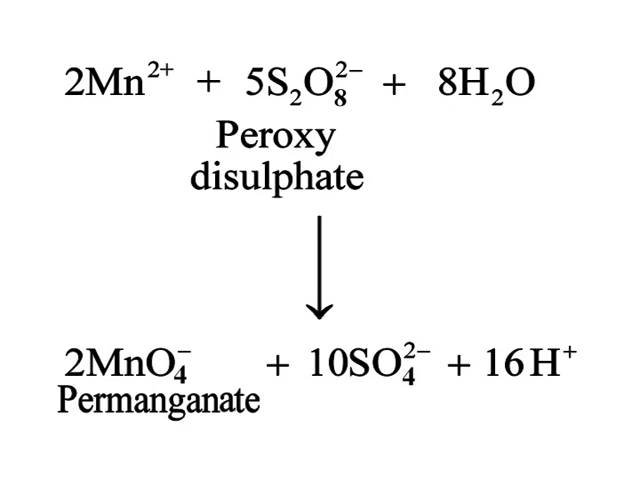 2Mn²⁺ + 5S₂O₈²⁻ + 8H₂O
Peroxy
disulphate
↓
2MnO₄⁻ + 10SO₄²⁻ + 16H⁺
Permanganate